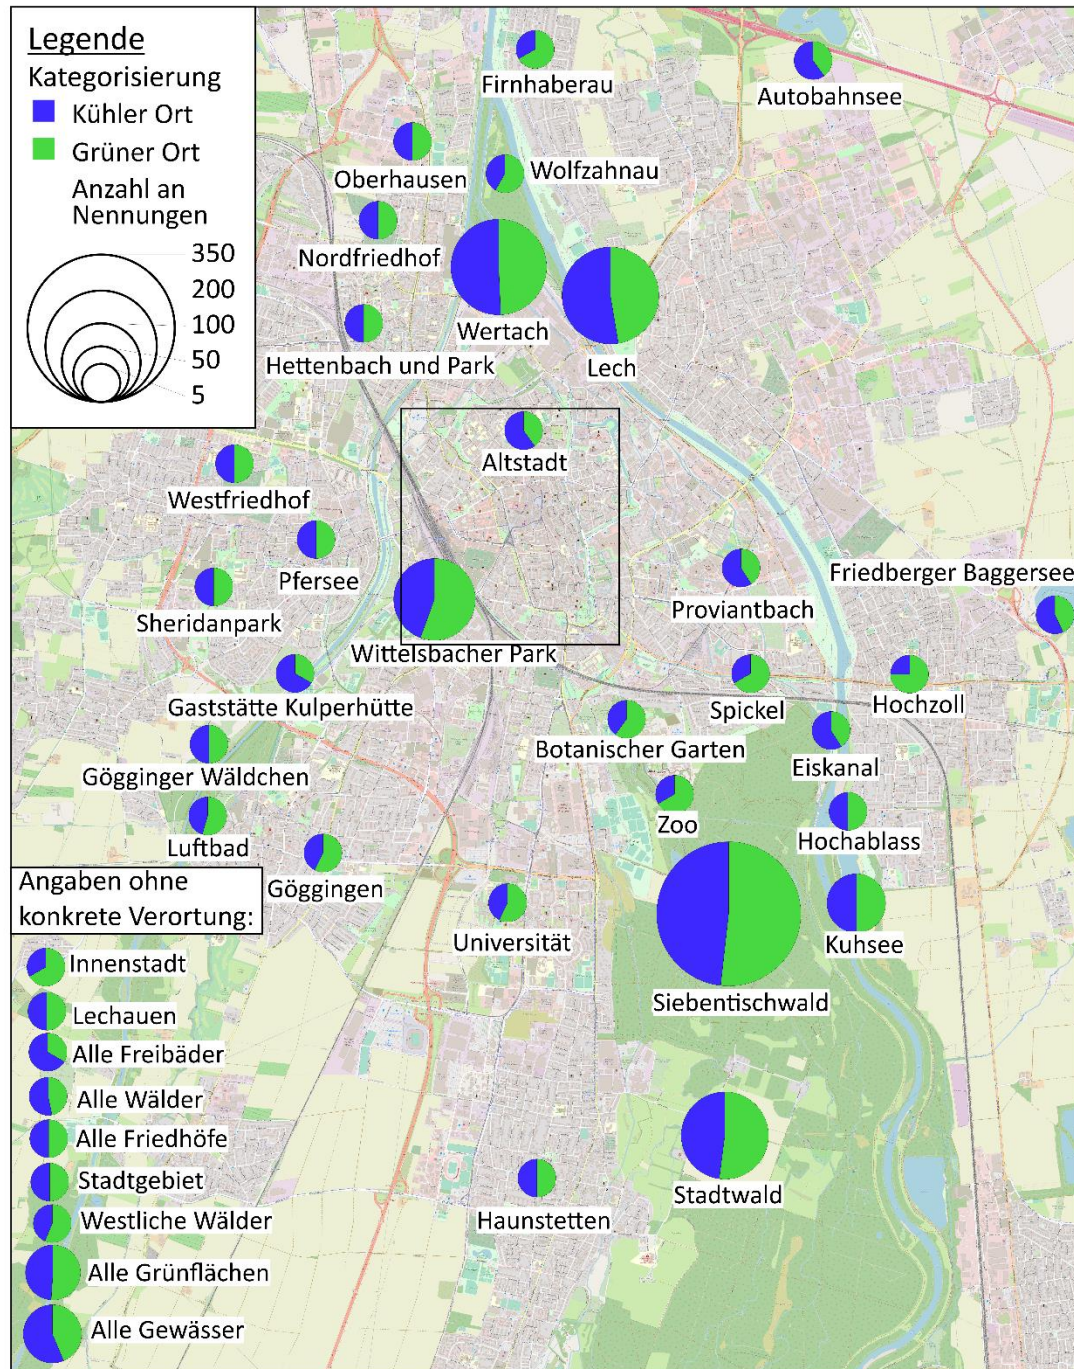 Legende
Kategorisierung
Kühler Ort
Grüner Ort
Anzahl an
Nennungen
350
200
100
50
5
Firnhaberau
Autobahnsee
Oberhausen
Wolfzahnau
Nordfriedhof
Wertach
Lech
Hettenbach und Park
Altstadt
Westfriedhof
Pfersee
Sheridanpark
Proviantbach
Friedberger Baggersee
Wittelsbacher Park
Gaststätte Kulperhütte
Spickel
Hochzoll
Botanischer Garten
Eiskanal
Gögginger Wäldchen
Zoo
Luftbad
Hochablass
Göggingen
Universität
Kuhsee
Siebentischwald
Stadtwald
Haunstetten
Angaben ohne
konkrete Verortung:
Innenstadt
Lechauen
Alle Freibäder
Alle Wälder
Alle Friedhöfe
Stadtgebiet
Westliche Wälder
Alle Grünflächen
Alle Gewässer